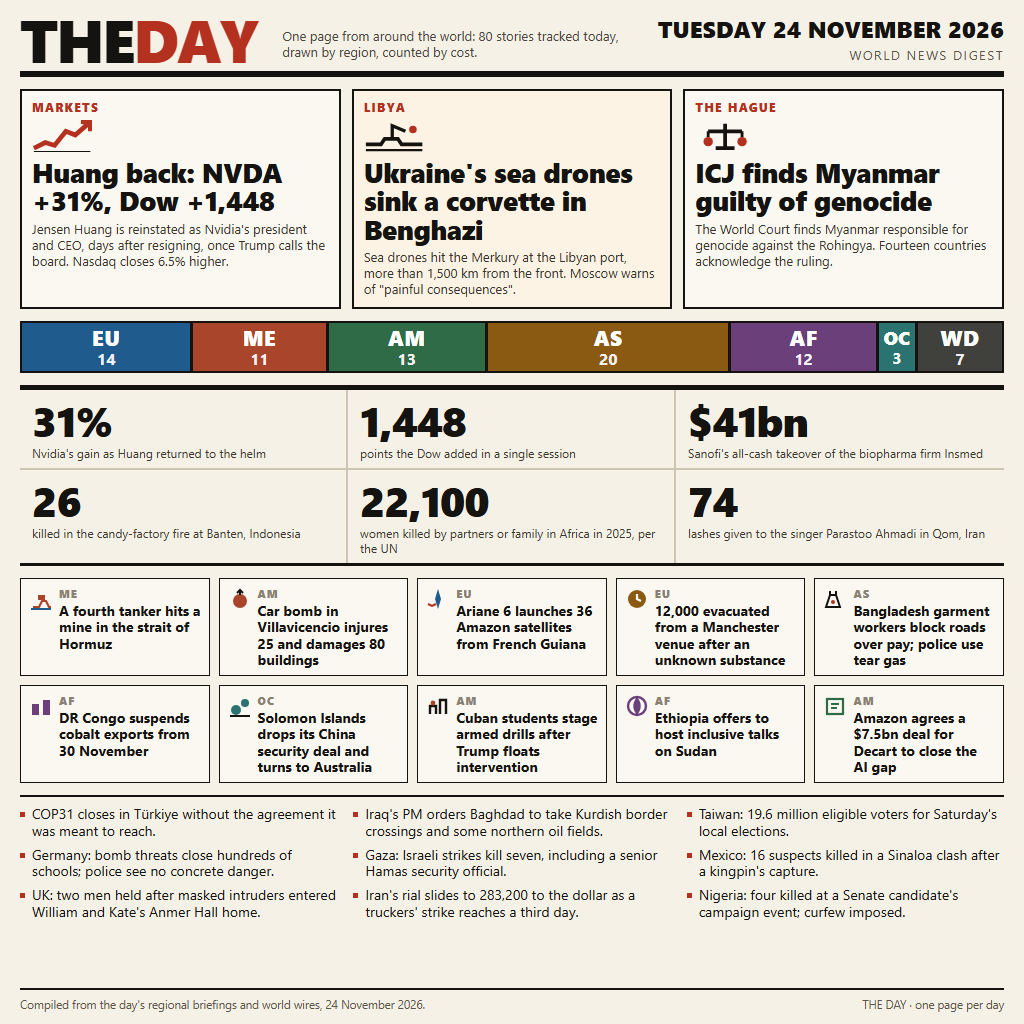 THEDAY
One page from around the world: 80 stories tracked today,
drawn by region, counted by cost.
TUESDAY 24 NOVEMBER 2026
WORLD NEWS DIGEST
MARKETS
Huang back: NVDA
+31%, Dow +1,448
Jensen Huang is reinstated as Nvidia's president
and CEO, days after resigning, once Trump calls the
board. Nasdaq closes 6.5% higher.
LIBYA
Ukraine's sea drones
sink a corvette in
Benghazi
Sea drones hit the Merkury at the Libyan port,
more than 1,500 km from the front. Moscow warns
of "painful consequences".
THE HAGUE
ICJ finds Myanmar
guilty of genocide
The World Court finds Myanmar responsible for
genocide against the Rohingya. Fourteen countries
acknowledge the ruling.
EU
14
ME
11
AM
13
AS
20
AF
12
OC
3
WD
7
31%
Nvidia's gain as Huang returned to the helm
1,448
points the Dow added in a single session
$41bn
Sanofi's all-cash takeover of the biopharma firm Insmed
26
killed in the candy-factory fire at Banten, Indonesia
22,100
women killed by partners or family in Africa in 2025, per
the UN
74
lashes given to the singer Parastoo Ahmadi in Qom, Iran
ME
A fourth tanker hits a
mine in the strait of
Hormuz
AM
Car bomb in
Villavicencio injures
25 and damages 80
buildings
EU
Ariane 6 launches 36
Amazon satellites
from French Guiana
EU
12,000 evacuated
from a Manchester
venue after an
unknown substance
AS
Bangladesh garment
workers block roads
over pay; police use
tear gas
AF
DR Congo suspends
cobalt exports from
30 November
OC
Solomon Islands
drops its China
security deal and
turns to Australia
AM
Cuban students stage
armed drills after
Trump floats
intervention
AF
Ethiopia offers to
host inclusive talks
on Sudan
AM
Amazon agrees a
$7.5bn deal for
Decart to close the
AI gap
COP31 closes in Türkiye without the agreement it
was meant to reach.
Germany: bomb threats close hundreds of
schools; police see no concrete danger.
UK: two men held after masked intruders entered
William and Kate's Anmer Hall home.
Iraq's PM orders Baghdad to take Kurdish border
crossings and some northern oil fields.
Gaza: Israeli strikes kill seven, including a senior
Hamas security official.
Iran's rial slides to 283,200 to the dollar as a
truckers' strike reaches a third day.
Taiwan: 19.6 million eligible voters for Saturday's
local elections.
Mexico: 16 suspects killed in a Sinaloa clash after
a kingpin's capture.
Nigeria: four killed at a Senate candidate's
campaign event; curfew imposed.
Compiled from the day's regional briefings and world wires, 24 November 2026.
THE DAY · one page per day